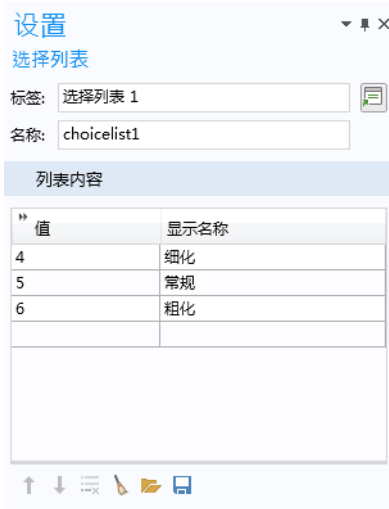 设置
选择列表
标签: 选择列表 1
名称: choicelist1
列表内容
值 显示名称
4 细化
5 常规
6 粗化